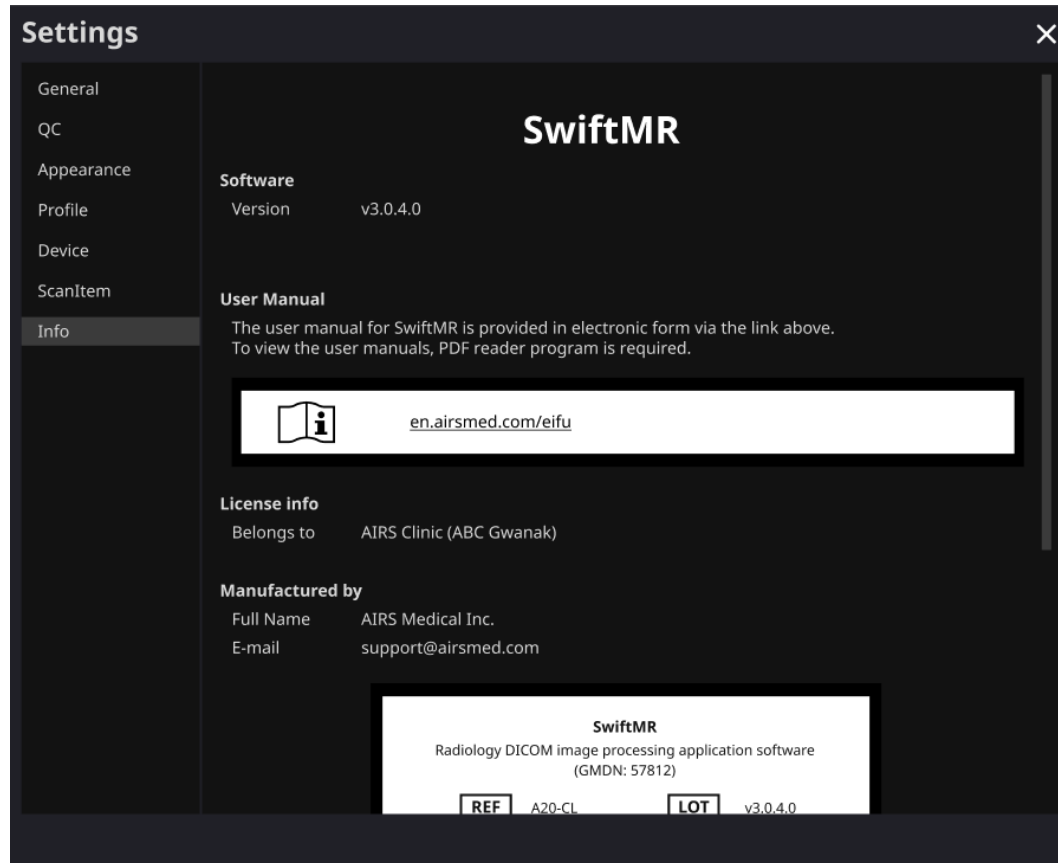 Settings
General
QC
Appearance
Profile
Device
ScanItem
Info
SwiftMR
Software
Version v3.0.4.0
User Manual
The user manual for SwiftMR is provided in electronic form via the link above.
To view the user manuals, PDF reader program is required.
en.airsmed.com/eifu
License info
Belongs to AIRS Clinic (ABC Gwanak)
Manufactured by
Full Name AIRS Medical Inc.
E-mail support@airsmed.com
SwiftMR
Radiology DICOM image processing application software
(GMDN: 57812)
REF A20-CL LOT v3.0.4.0